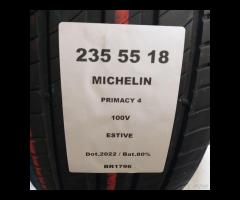 235 55 18
MICHELIN
PRIMACY 4
100V
ESTIVE
Dot.2022 / Bat.80%
BR1796